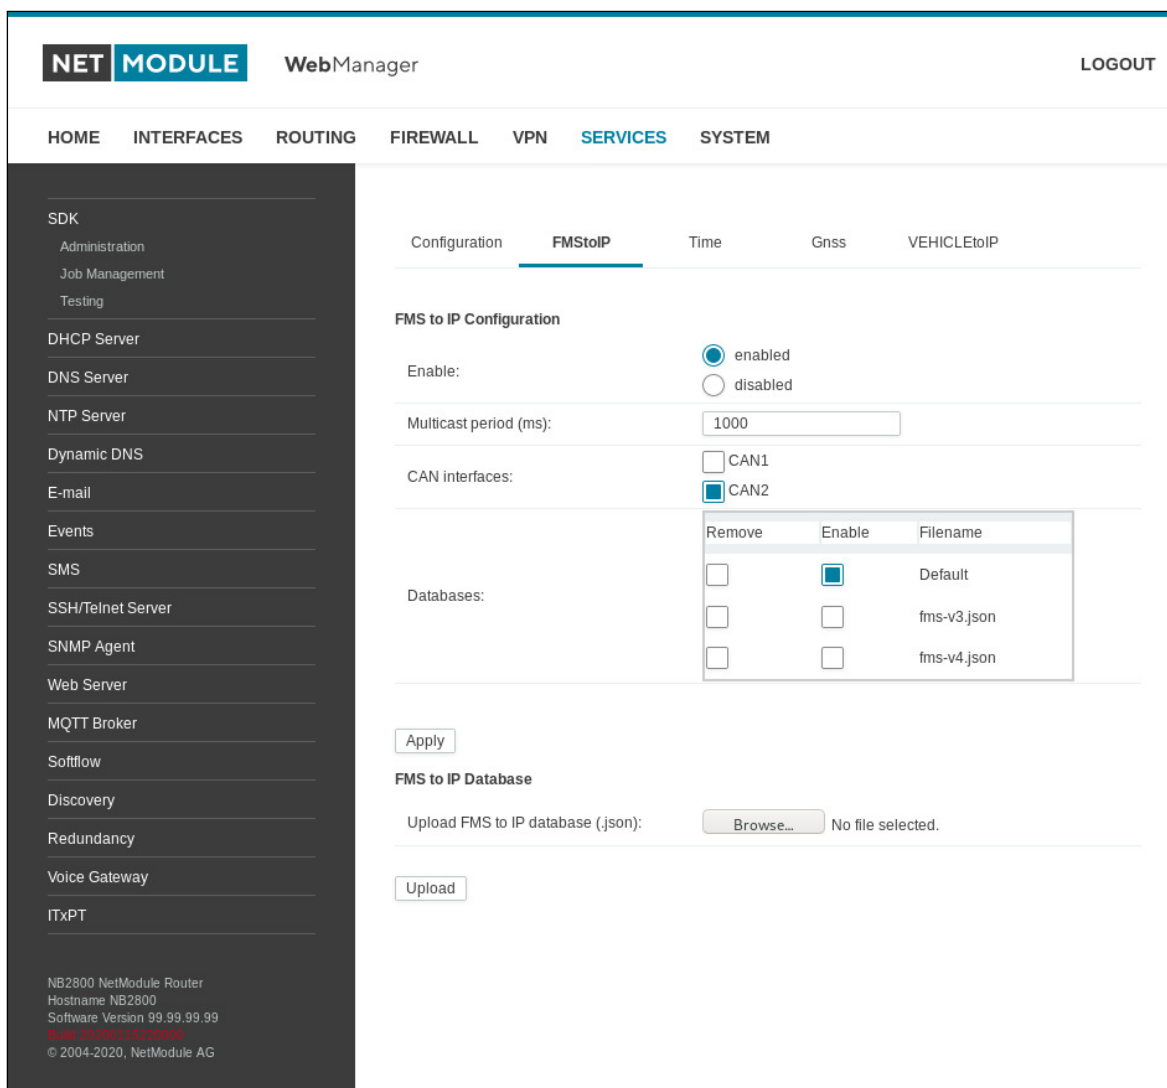 NET MODULE WebManager LOGOUT
HOME INTERFACES ROUTING FIREWALL VPN SERVICES SYSTEM
SDK
Administration
Job Management
Testing
DHCP Server
DNS Server
NTP Server
Dynamic DNS
E-mail
Events
SMS
SSH/Telnet Server
SNMP Agent
Web Server
MQTT Broker
Softflow
Discovery
Redundancy
Voice Gateway
ITxPT
NB2800 NetModule Router
Hostname NB2800
Software Version 99.99.99.99
Build
© 2004-2020, NetModule AG
Configuration FMStoIP Time Gnss VEHICLEtoIP
FMS to IP Configuration
Enable: enabled
disabled
Multicast period (ms): 1000
CAN interfaces: CAN1
CAN2
Databases:
Remove Enable Filename
Default
fms-v3.json
fms-v4.json
Apply
FMS to IP Database
Upload FMS to IP database (.json): Browse... No file selected.
Upload